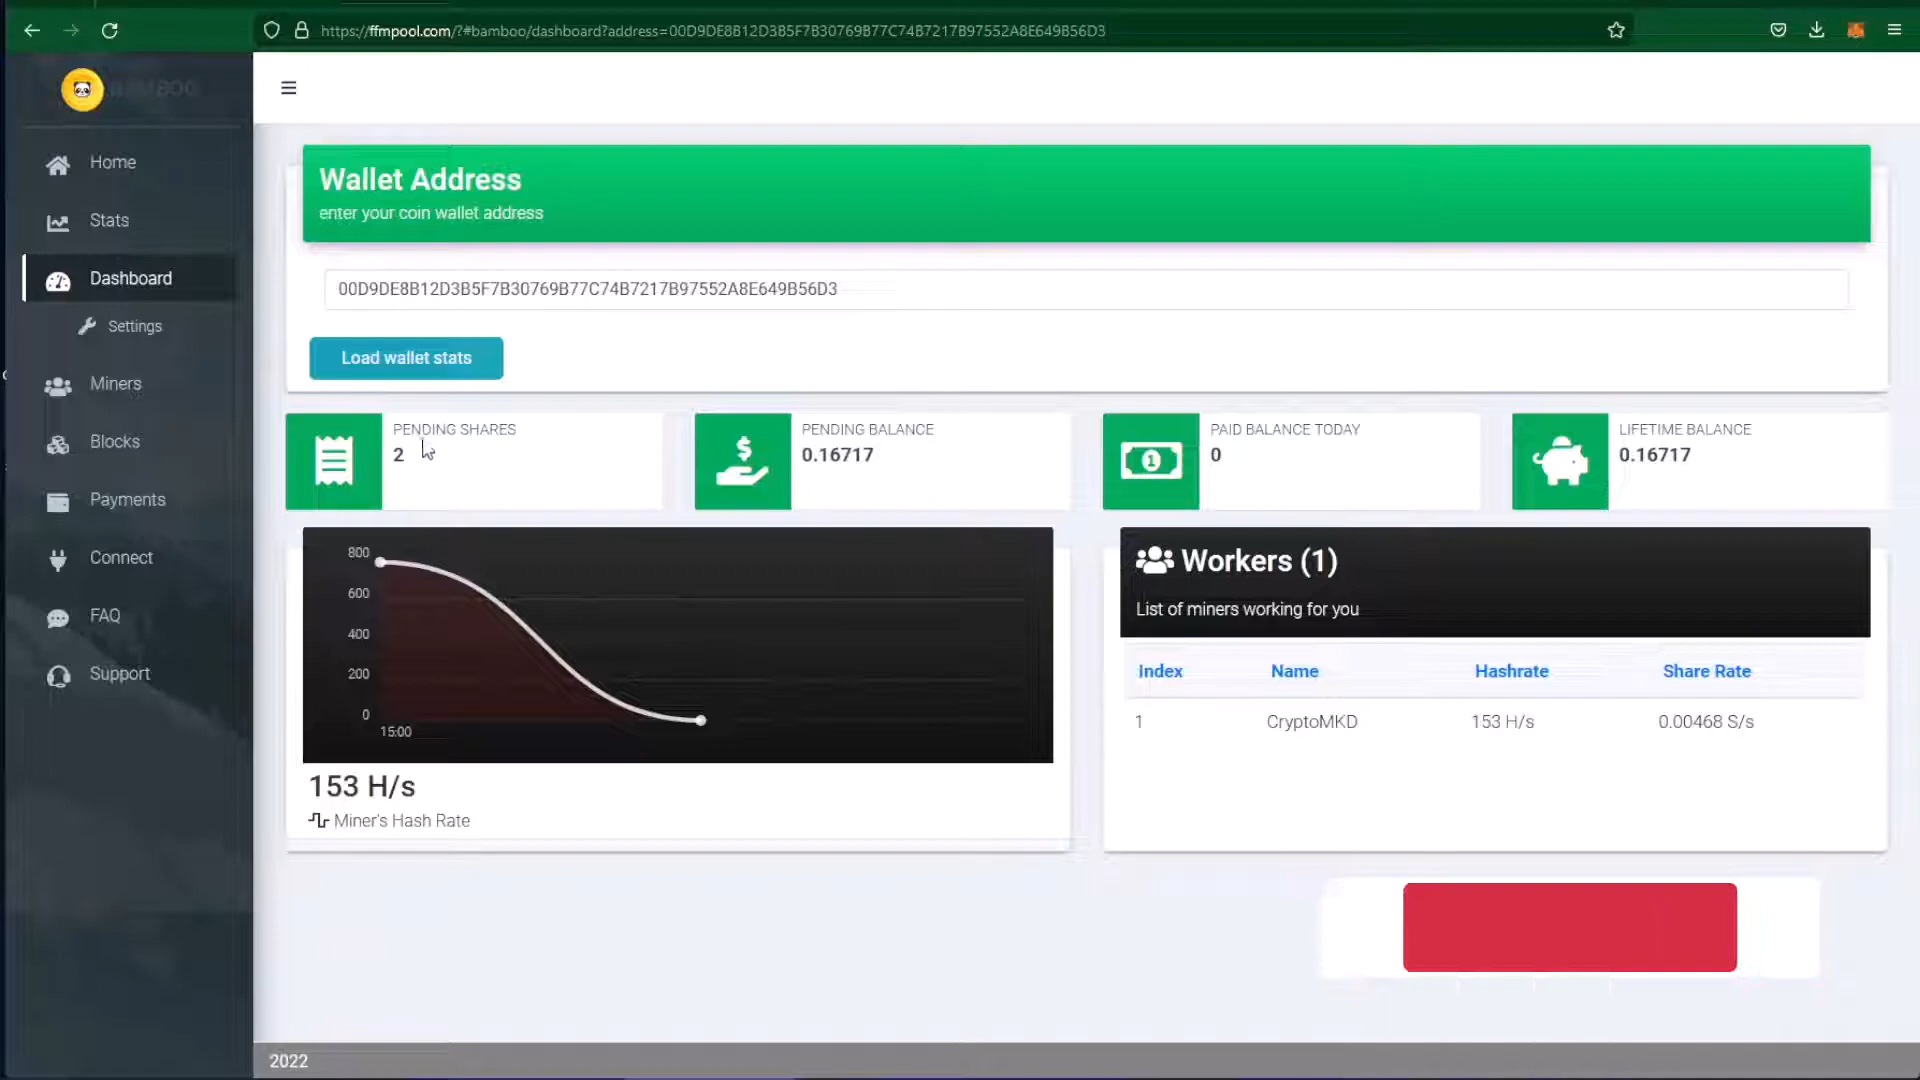 https://ffmpool.com/?#bamboo/dashboard?address=00D9DE8B12D3B5F7B30769B77C74B7217B97552A8E649B56D3
BAMBOO
Home
Stats
Dashboard
Settings
Miners
Blocks
Payments
Connect
FAQ
Support
Wallet Address
enter your coin wallet address
00D9DE8B12D3B5F7B30769B77C74B7217B97552A8E649B56D3
Load wallet stats
PENDING SHARES
2
PENDING BALANCE
0.16717
PAID BALANCE TODAY
0
LIFETIME BALANCE
0.16717
800
600
400
200
0
15:00
153 H/s
Miner's Hash Rate
Workers (1)
List of miners working for you
Index Name Hashrate Share Rate
1 CryptoMKD 153 H/s 0.00468 S/s
2022